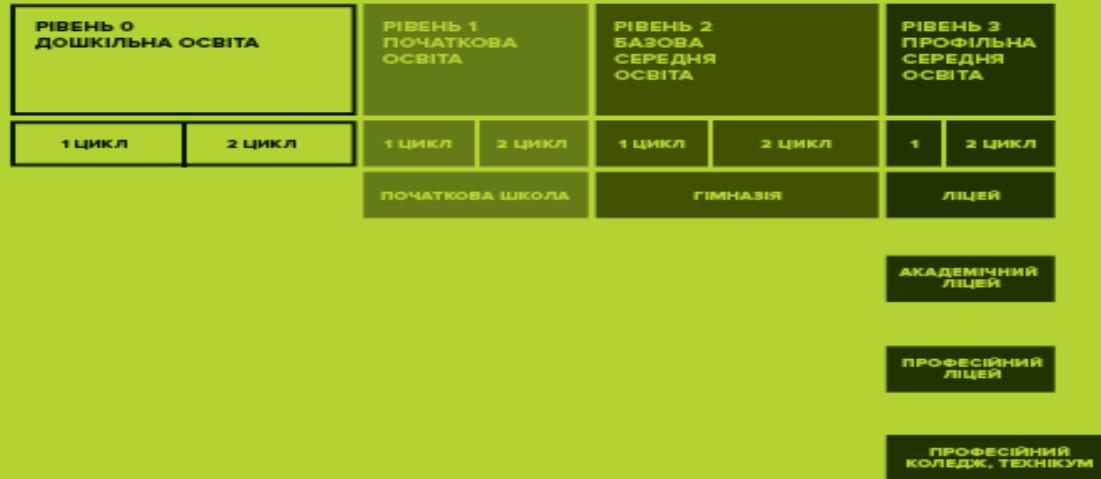 РІВЕНЬ 0
ДОШКІЛЬНА ОСВІТА
РІВЕНЬ 1
ПОЧАТКОВА
ОСВІТА
РІВЕНЬ 2
БАЗОВА
СЕРЕДНЯ
ОСВІТА
РІВЕНЬ 3
ПРОФІЛЬНА
СЕРЕДНЯ
ОСВІТА
1 ЦИКЛ
2 ЦИКЛ
1 ЦИКЛ
2 ЦИКЛ
1 ЦИКЛ
2 ЦИКЛ
1
2 ЦИКЛ
ПОЧАТКОВА ШКОЛА
ГІМНАЗІЯ
ЛІЦЕЙ
АКАДЕМІЧНИЙ
ЛІЦЕЙ
ПРОФЕСІЙНИЙ
ЛІЦЕЙ
ПРОФЕСІЙНИЙ
КОЛЕДЖ, ТЕХНІКУМ